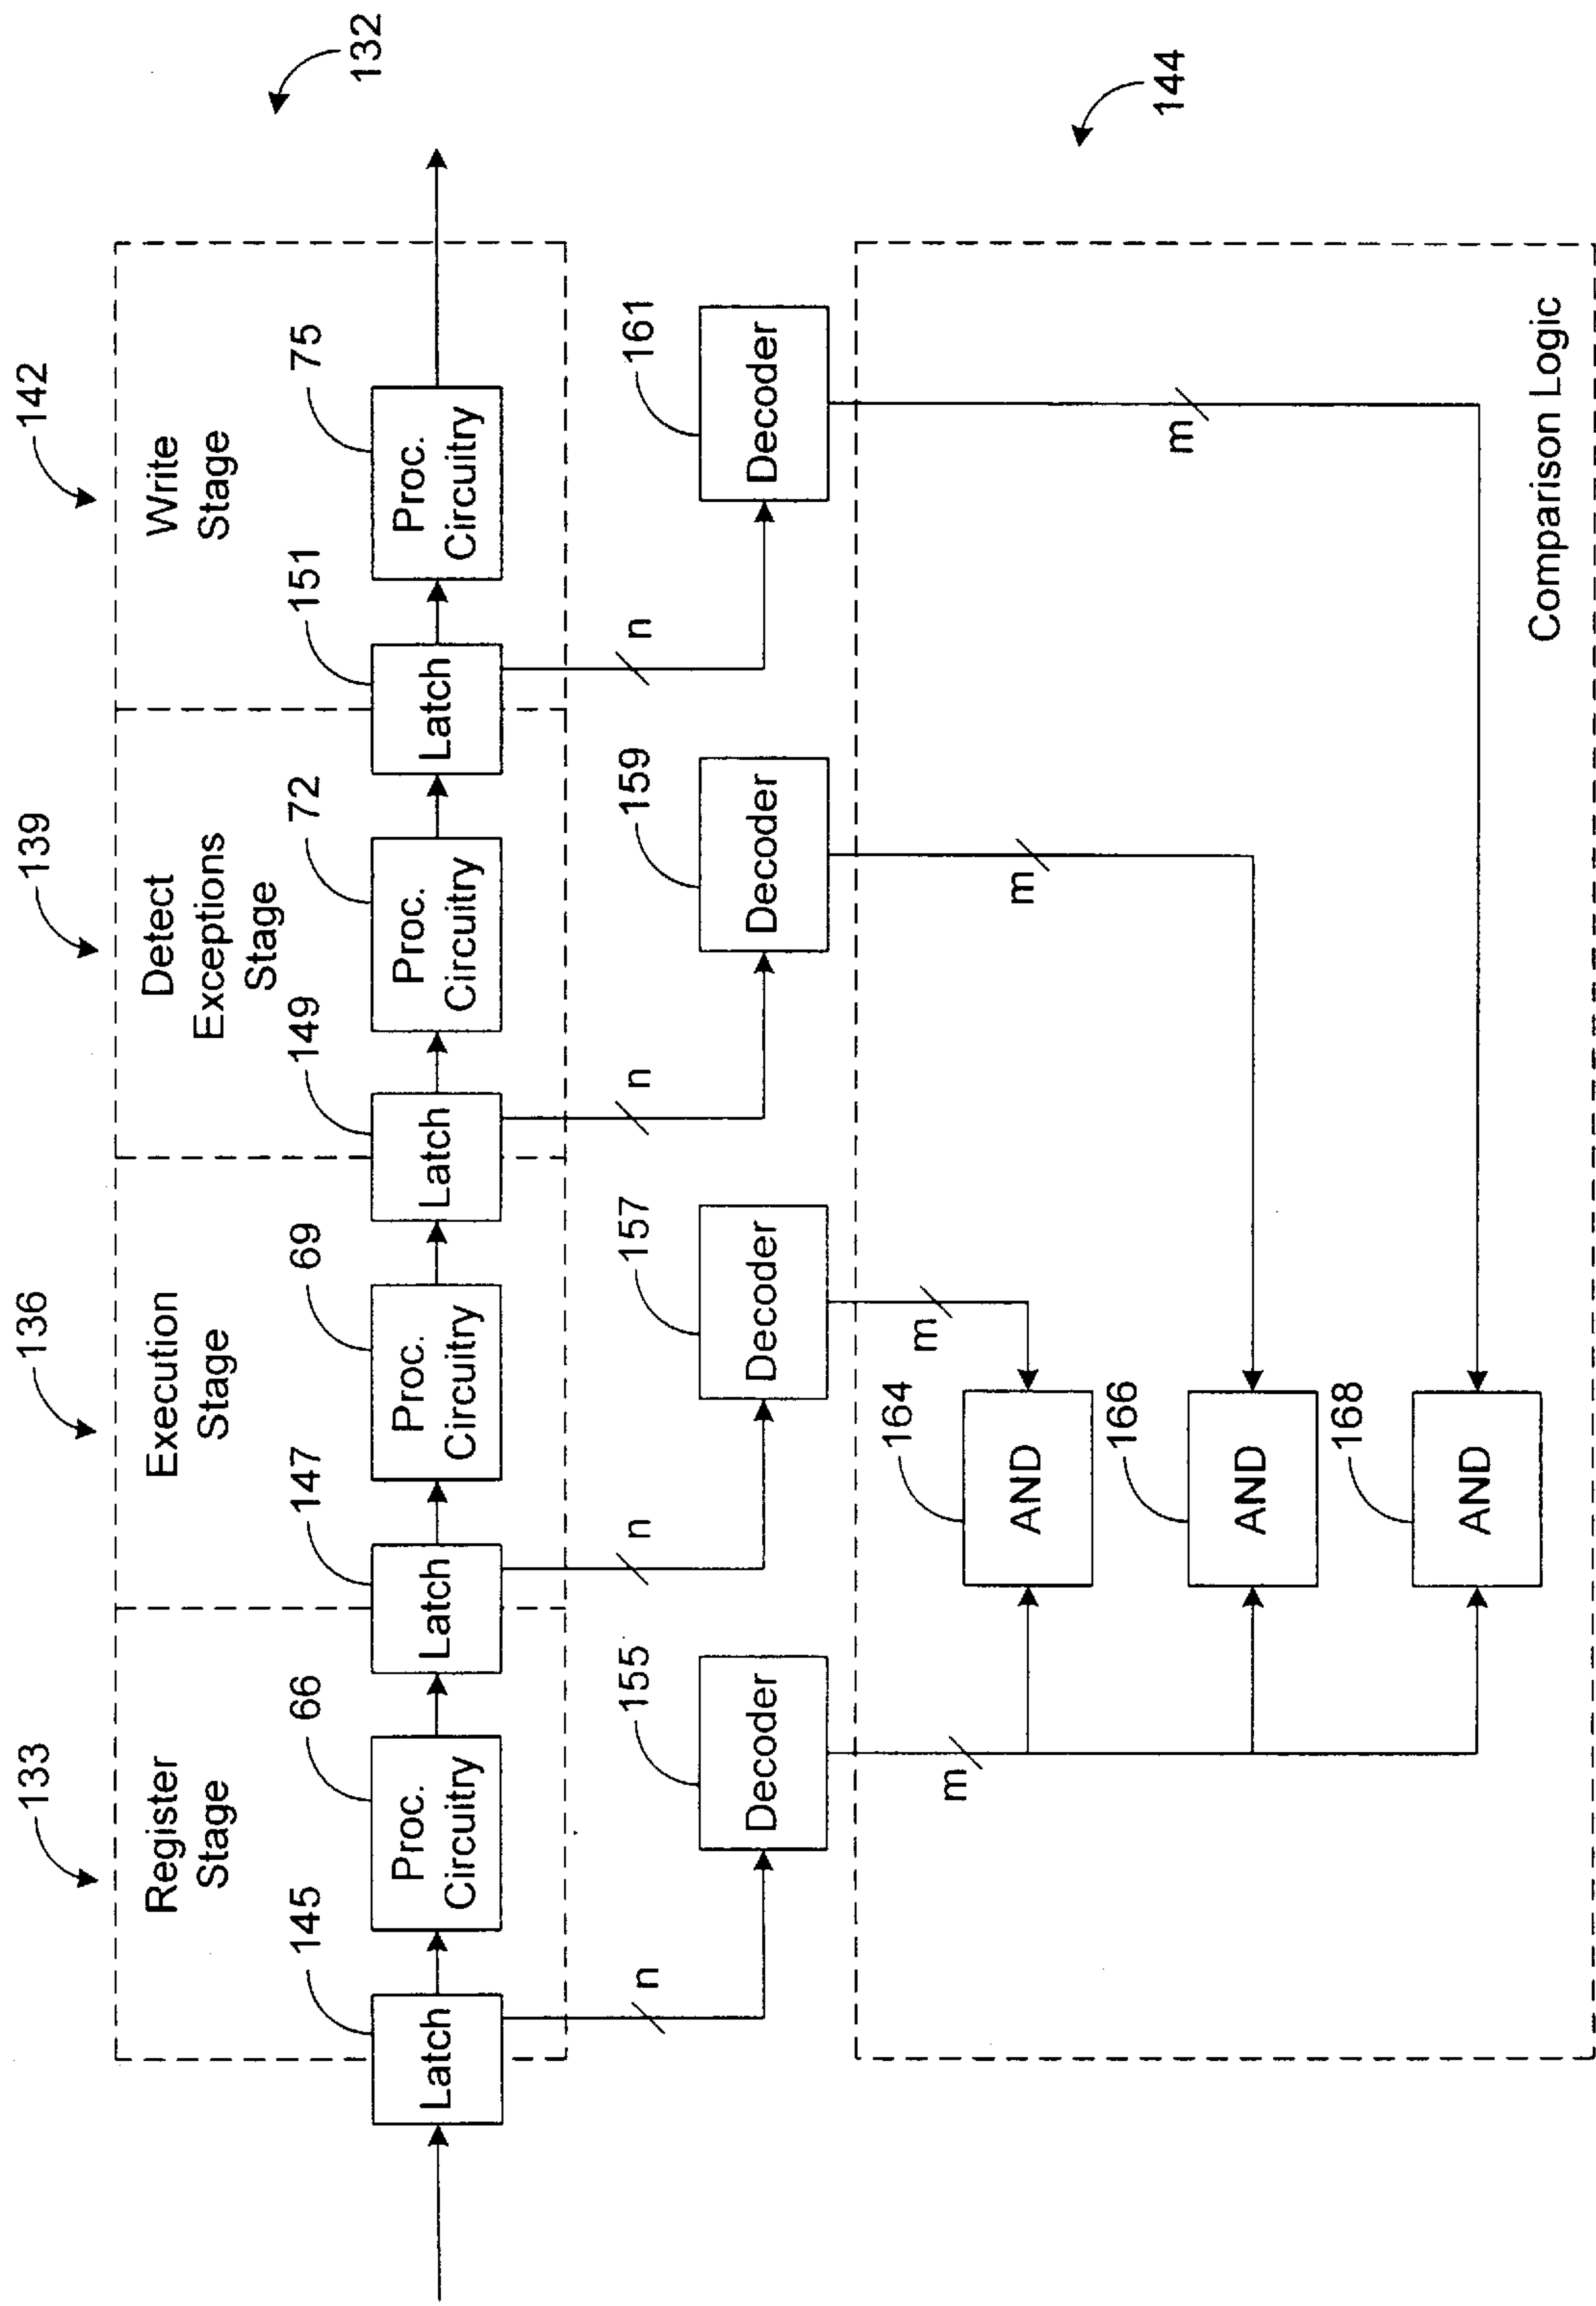 133
136
139
142
132
Register
Stage
Execution
Stage
Detect
Exceptions
Stage
Write
Stage
145
66
147
69
149
72
151
75
Latch
Proc.
Circuitry
Latch
Proc.
Circuitry
Latch
Proc.
Circuitry
Latch
Proc.
Circuitry
n
n
n
n
155
157
159
161
Decoder
Decoder
Decoder
Decoder
m
m
m
m
144
164
AND
166
AND
168
AND
Comparison Logic